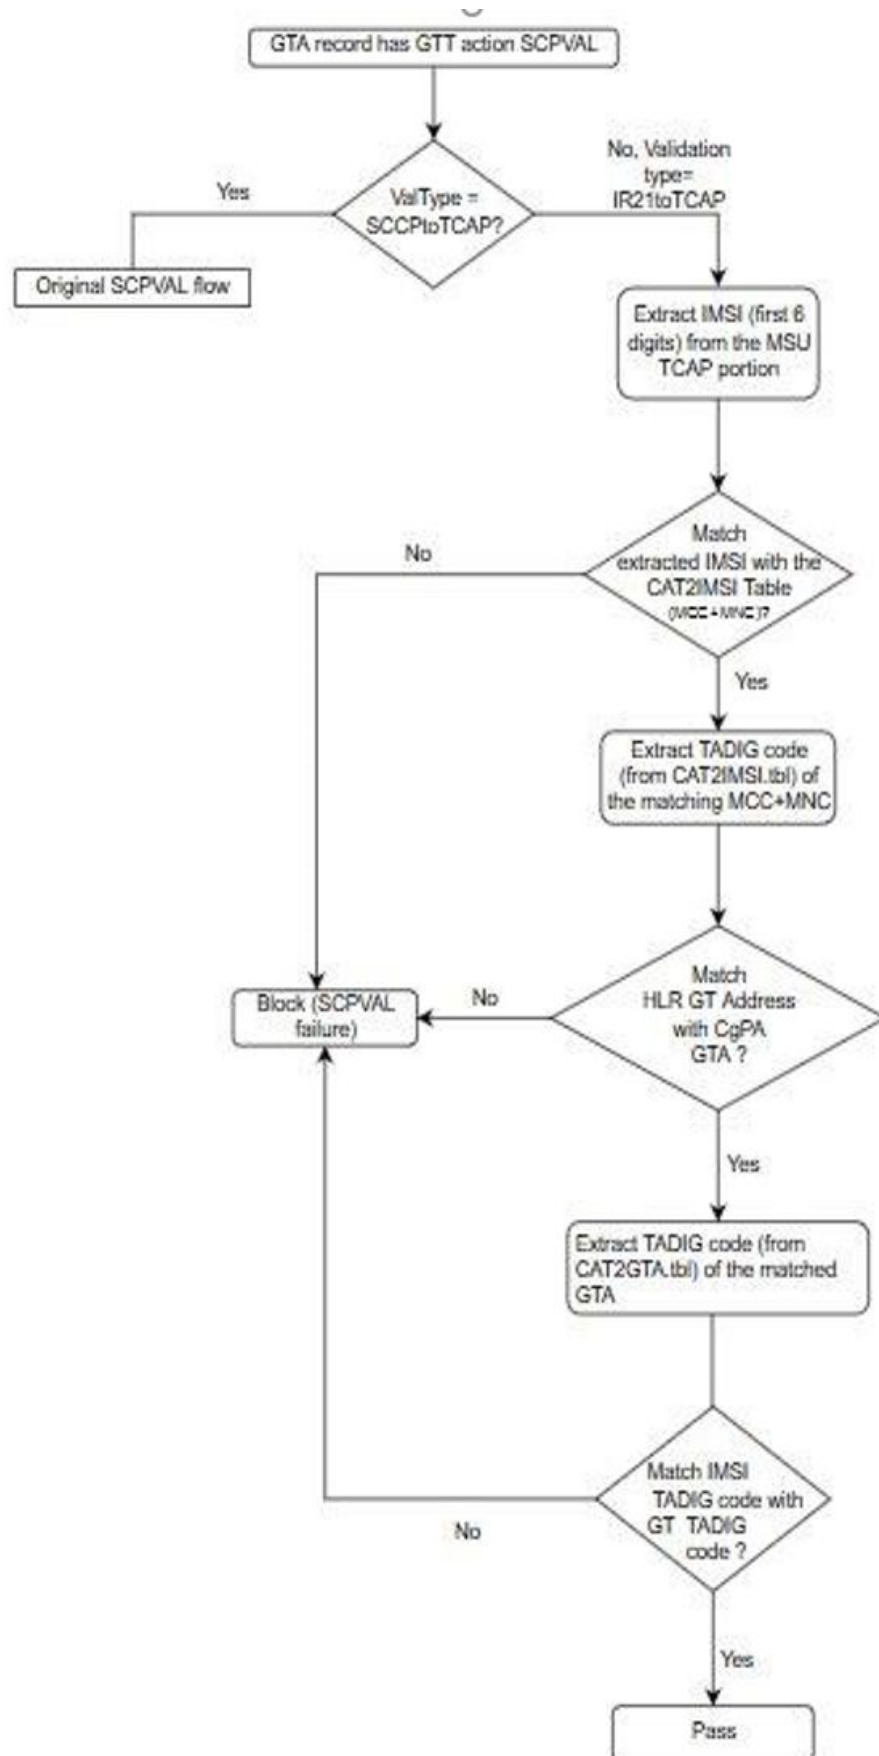 GTA record has GTT action SCPVAL
No, Validation
type=
IR21toTCAP
Yes
ValType =
SCCPtoTCAP?
Original SCPVAL flow
Extract IMSI (first 6
digits) from the MSU
TCAP portion
Match
extracted IMSI with the
CAT2IMSI Table
(MCC+MNC)?
No
Yes
Extract TADIG code
(from CAT2IMSI.tbl) of
the matching MCC+MNC
Match
HLR GT Address
with CgPA
GTA ?
No
Block (SCPVAL
failure)
Yes
Extract TADIG code (from
CAT2GTA.tbl) of the matched
GTA
Match IMSI
TADIG code with
GT TADIG
code ?
No
Yes
Pass